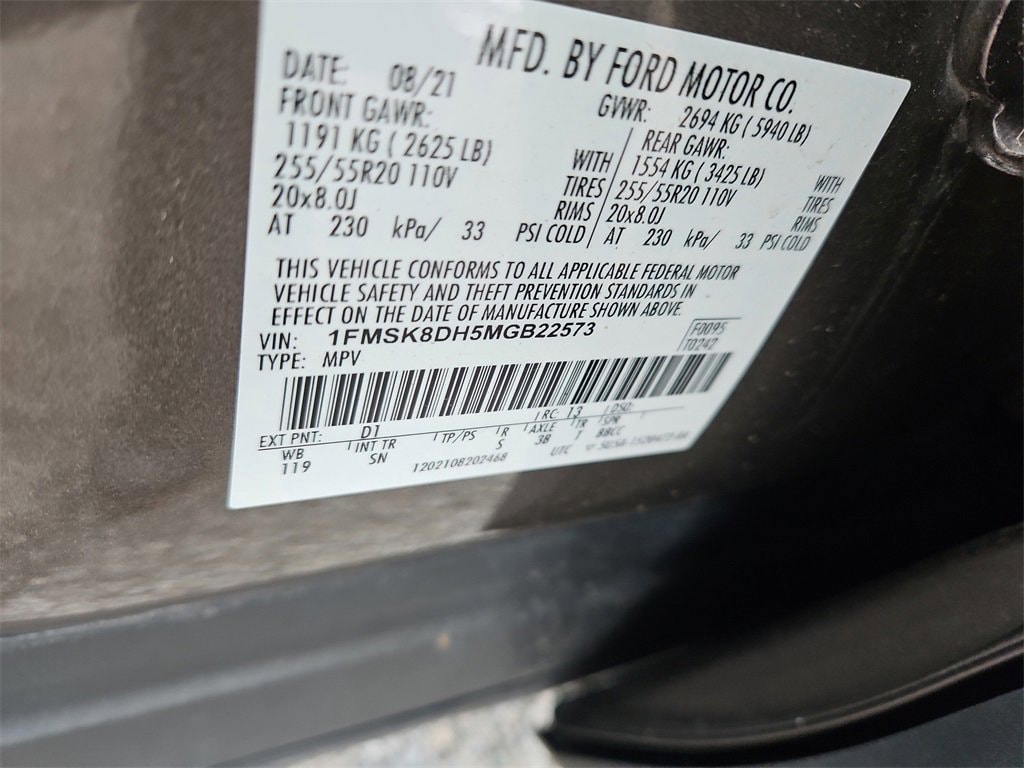 MFD. BY FORD MOTOR CO.
DATE: 08/21 GVWR: 2694 KG ( 5940 LB)
FRONT GAWR: REAR GAWR:
1191 KG ( 2625 LB) WITH 1554 KG ( 3425 LB) WITH
255/55R20 110V TIRES 255/55R20 110V TIRES
20x8.0J RIMS 20x8.0J RIMS
AT 230 kPa/ 33 PSI COLD AT 230 kPa/ 33 PSI COLD
THIS VEHICLE CONFORMS TO ALL APPLICABLE FEDERAL MOTOR
VEHICLE SAFETY AND THEFT PREVENTION STANDARDS IN
EFFECT ON THE DATE OF MANUFACTURE SHOWN ABOVE.
VIN: 1FMSK8DH5MGB22573 F0095
TYPE: MPV T0242
EXT PNT: D1 RC: 13 DSO:
WB INT TR TP/PS R AXLE TR SPR
119 SN S 3B T BBCC
1202108202468 UTC